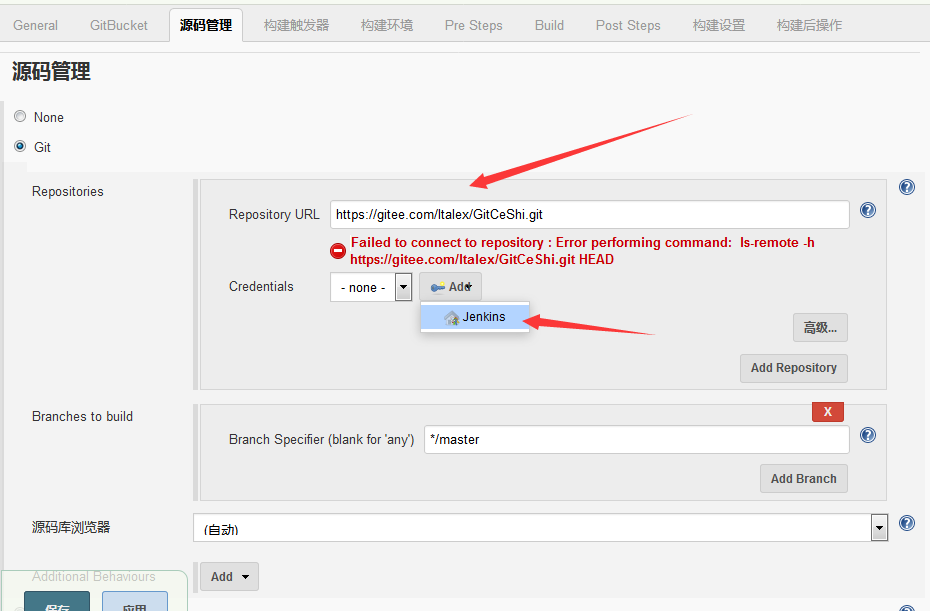 General GitBucket 源码管理 构建触发器 构建环境 Pre Steps Build Post Steps 构建设置 构建后操作
源码管理
None
Git
Repositories
Repository URL https://gitee.com/Italex/GitCeShi.git
Failed to connect to repository : Error performing command: ls-remote -h
https://gitee.com/Italex/GitCeShi.git HEAD
Credentials - none - Add
Jenkins
高级...
Add Repository
Branches to build
X
Branch Specifier (blank for 'any') */master
Add Branch
源码库浏览器 (自动)
Additional Behaviours
Add
保存 应用